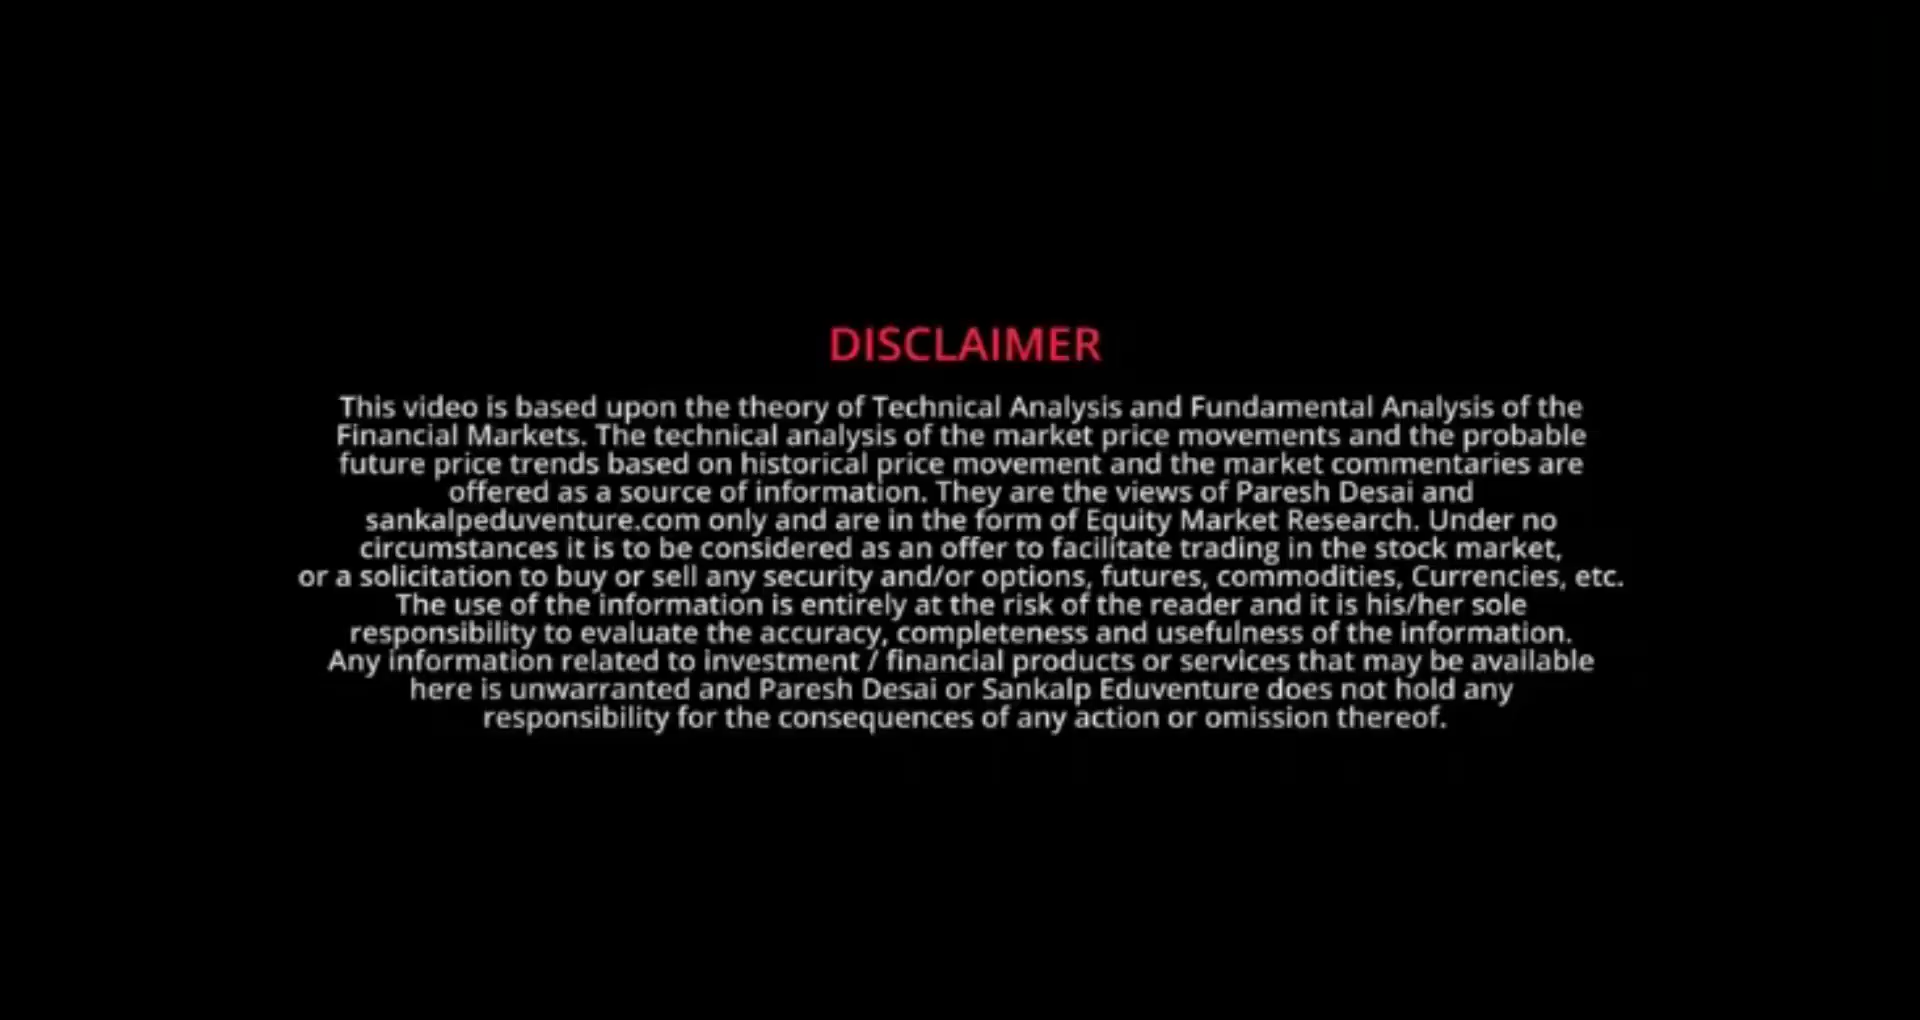 DISCLAIMER
This video is based upon the theory of Technical Analysis and Fundamental Analysis of the
Financial Markets. The technical analysis of the market price movements and the probable
future price trends based on historical price movement and the market commentaries are
offered as a source of information. They are the views of Paresh Desai and
sankalpeduventure.com only and are in the form of Equity Market Research. Under no
circumstances it is to be considered as an offer to facilitate trading in the stock market,
or a solicitation to buy or sell any security and/or options, futures, commodities, Currencies, etc.
The use of the information is entirely at the risk of the reader and it is his/her sole
responsibility to evaluate the accuracy, completeness and usefulness of the information.
Any information related to investment / financial products or services that may be available
here is unwarranted and Paresh Desai or Sankalp Eduventure does not hold any
responsibility for the consequences of any action or omission thereof.